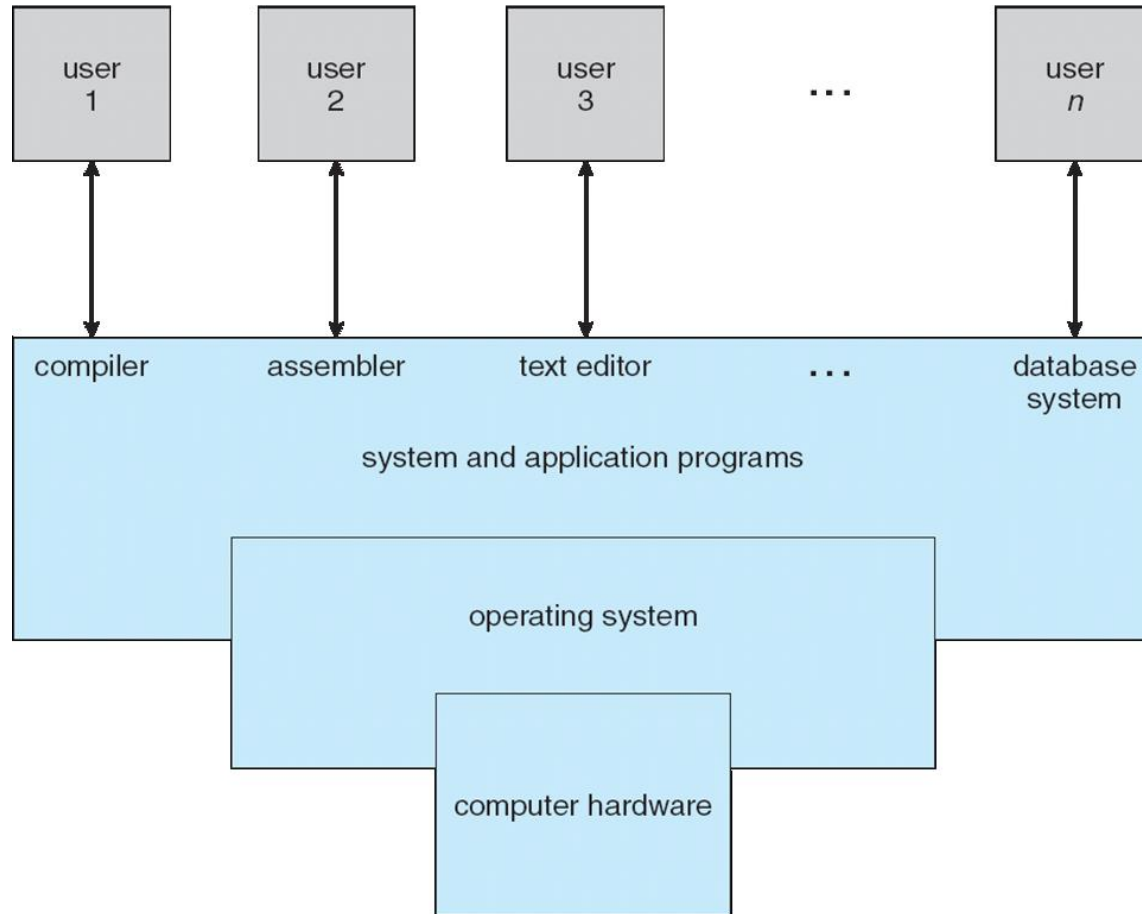 user
1
user
2
user
3
...
user
n
compiler
assembler
text editor
...
database
system
system and application programs
operating system
computer hardware